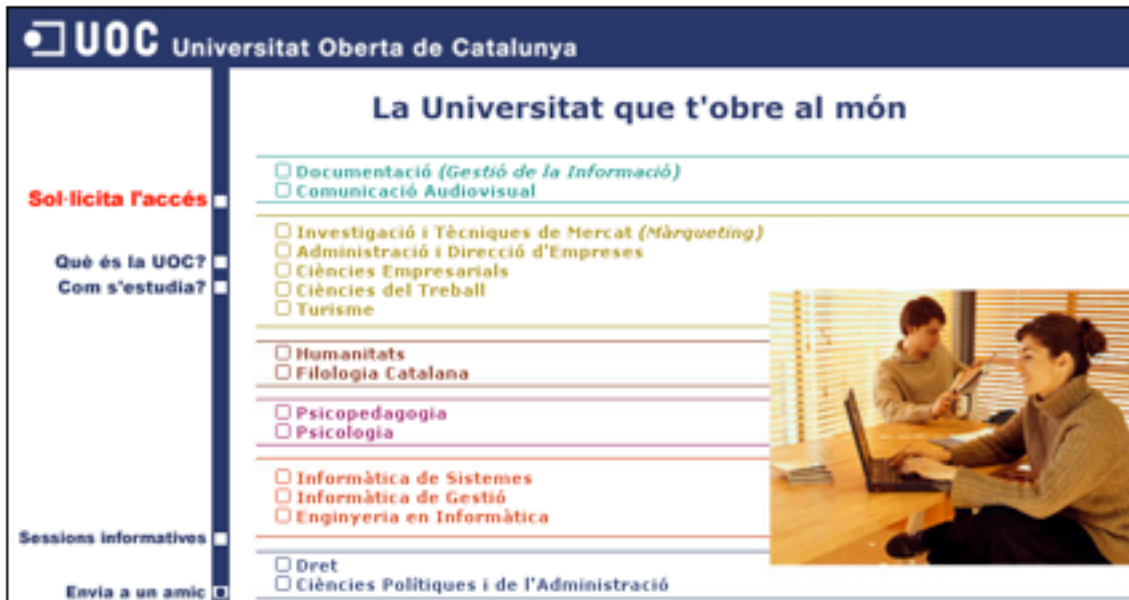 UOC Universitat Oberta de Catalunya
La Universitat que t'obre al món
Sol·licita l'accés
Què és la UOC?
Com s'estudia?
Sessions informatives
Envia a un amic
Documentació (Gestió de la Informació)
Comunicació Audiovisual
Investigació i Tècniques de Mercat (Màrqueting)
Administració i Direcció d'Empreses
Ciències Empresarials
Ciències del Treball
Turisme
Humanitats
Filologia Catalana
Psicopedagogia
Psicologia
Informàtica de Sistemes
Informàtica de Gestió
Enginyeria en Informàtica
Dret
Ciències Polítiques i de l'Administració